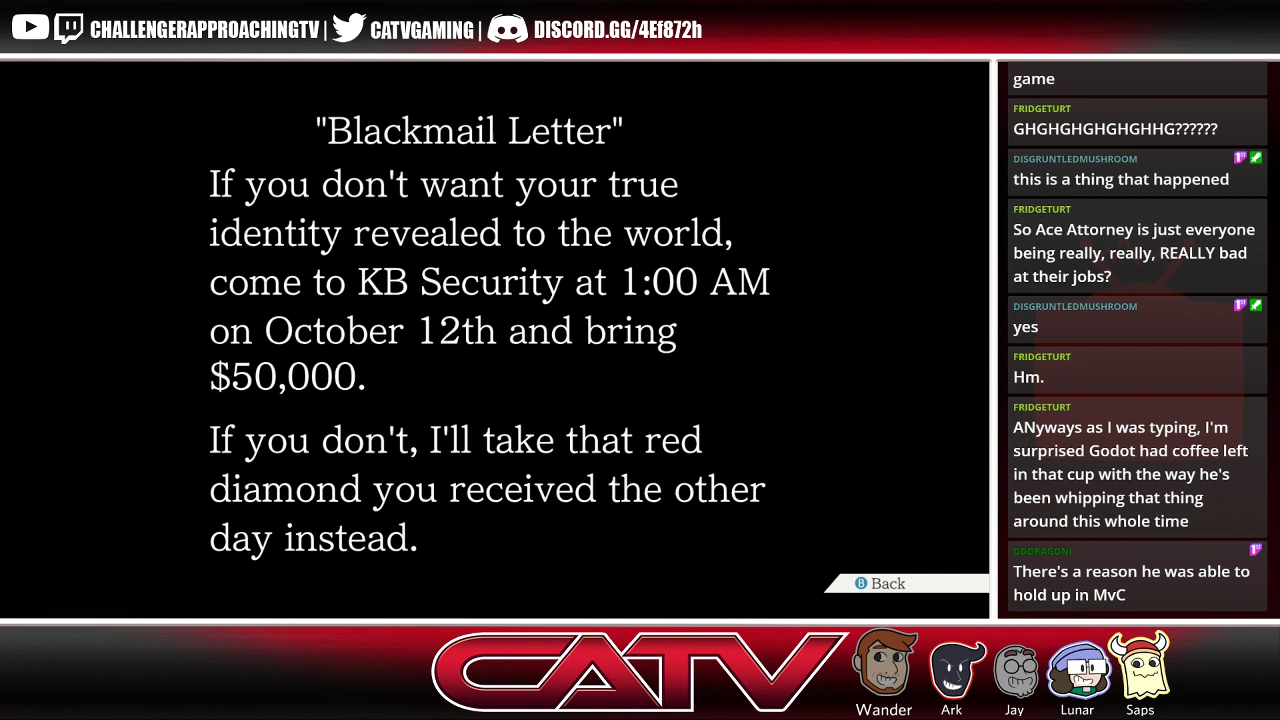 CHALLENGERAPPROACHINGTV | CATVGAMING | DISCORD.GG/4Ef872h
"Blackmail Letter"
If you don't want your true
identity revealed to the world,
come to KB Security at 1:00 AM
on October 12th and bring
$50,000.
If you don't, I'll take that red
diamond you received the other
day instead.
B Back
game
FRIDGETURT
GHGHGHGHGHGHHG??????
DISGRUNTLEDMUSHROOM
this is a thing that happened
FRIDGETURT
So Ace Attorney is just everyone
being really, really, REALLY bad
at their jobs?
DISGRUNTLEDMUSHROOM
yes
FRIDGETURT
Hm.
FRIDGETURT
ANyways as I was typing, I'm
surprised Godot had coffee left
in that cup with the way he's
been whipping that thing
around this whole time
DDDRAGONI
There's a reason he was able to
hold up in MvC
CATV
Wander
Ark
Jay
Lunar
Saps